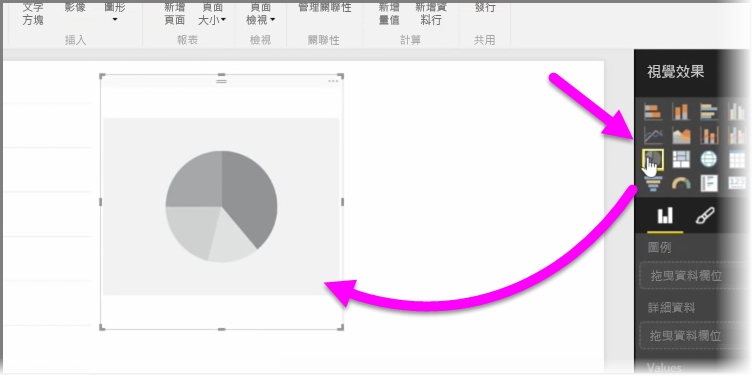 文字
方塊
影像
圖形
新增
頁面
頁面
大小
頁面
檢視
管理關聯性
新增
量值
新增資
料行
發行
插入
報表
檢視
關聯性
計算
共用
視覺效果
圖例
拖曳資料欄位
詳細資料
拖曳資料欄位
Values